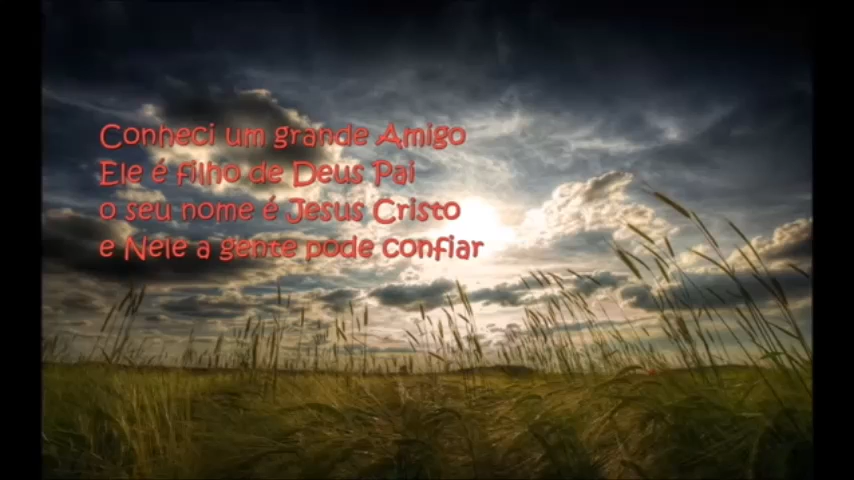 Conheci um grande Amigo
Ele é filho de Deus Pai
o seu nome é Jesus Cristo
e Nele a gente pode confiar